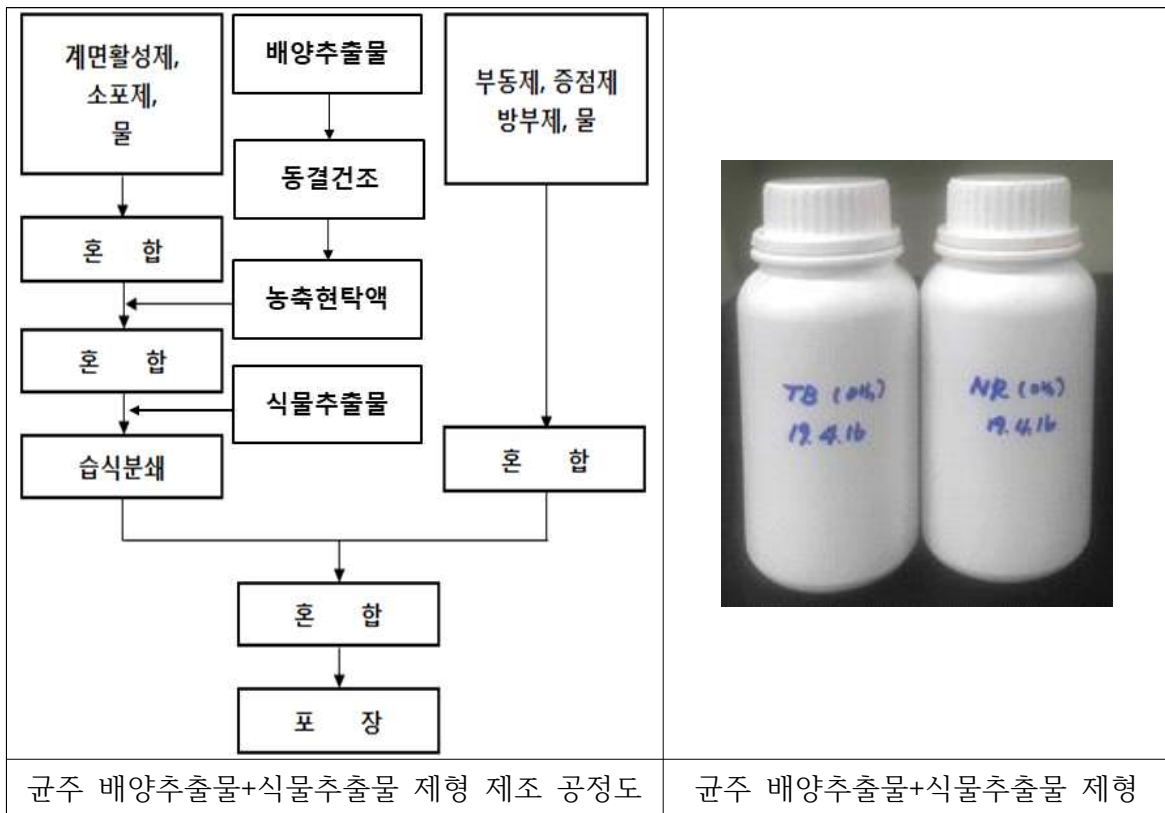 계면활성제,
소포제,
물
배양추출물
부동제, 증점제
방부제, 물
동결건조
혼 합
농축현탁액
혼 합
식물추출물
습식분쇄
혼 합
혼 합
포 장
TB (0%)
19.4.16
NR (0%)
19.4.16
균주 배양추출물+식물추출물 제형 제조 공정도
균주 배양추출물+식물추출물 제형